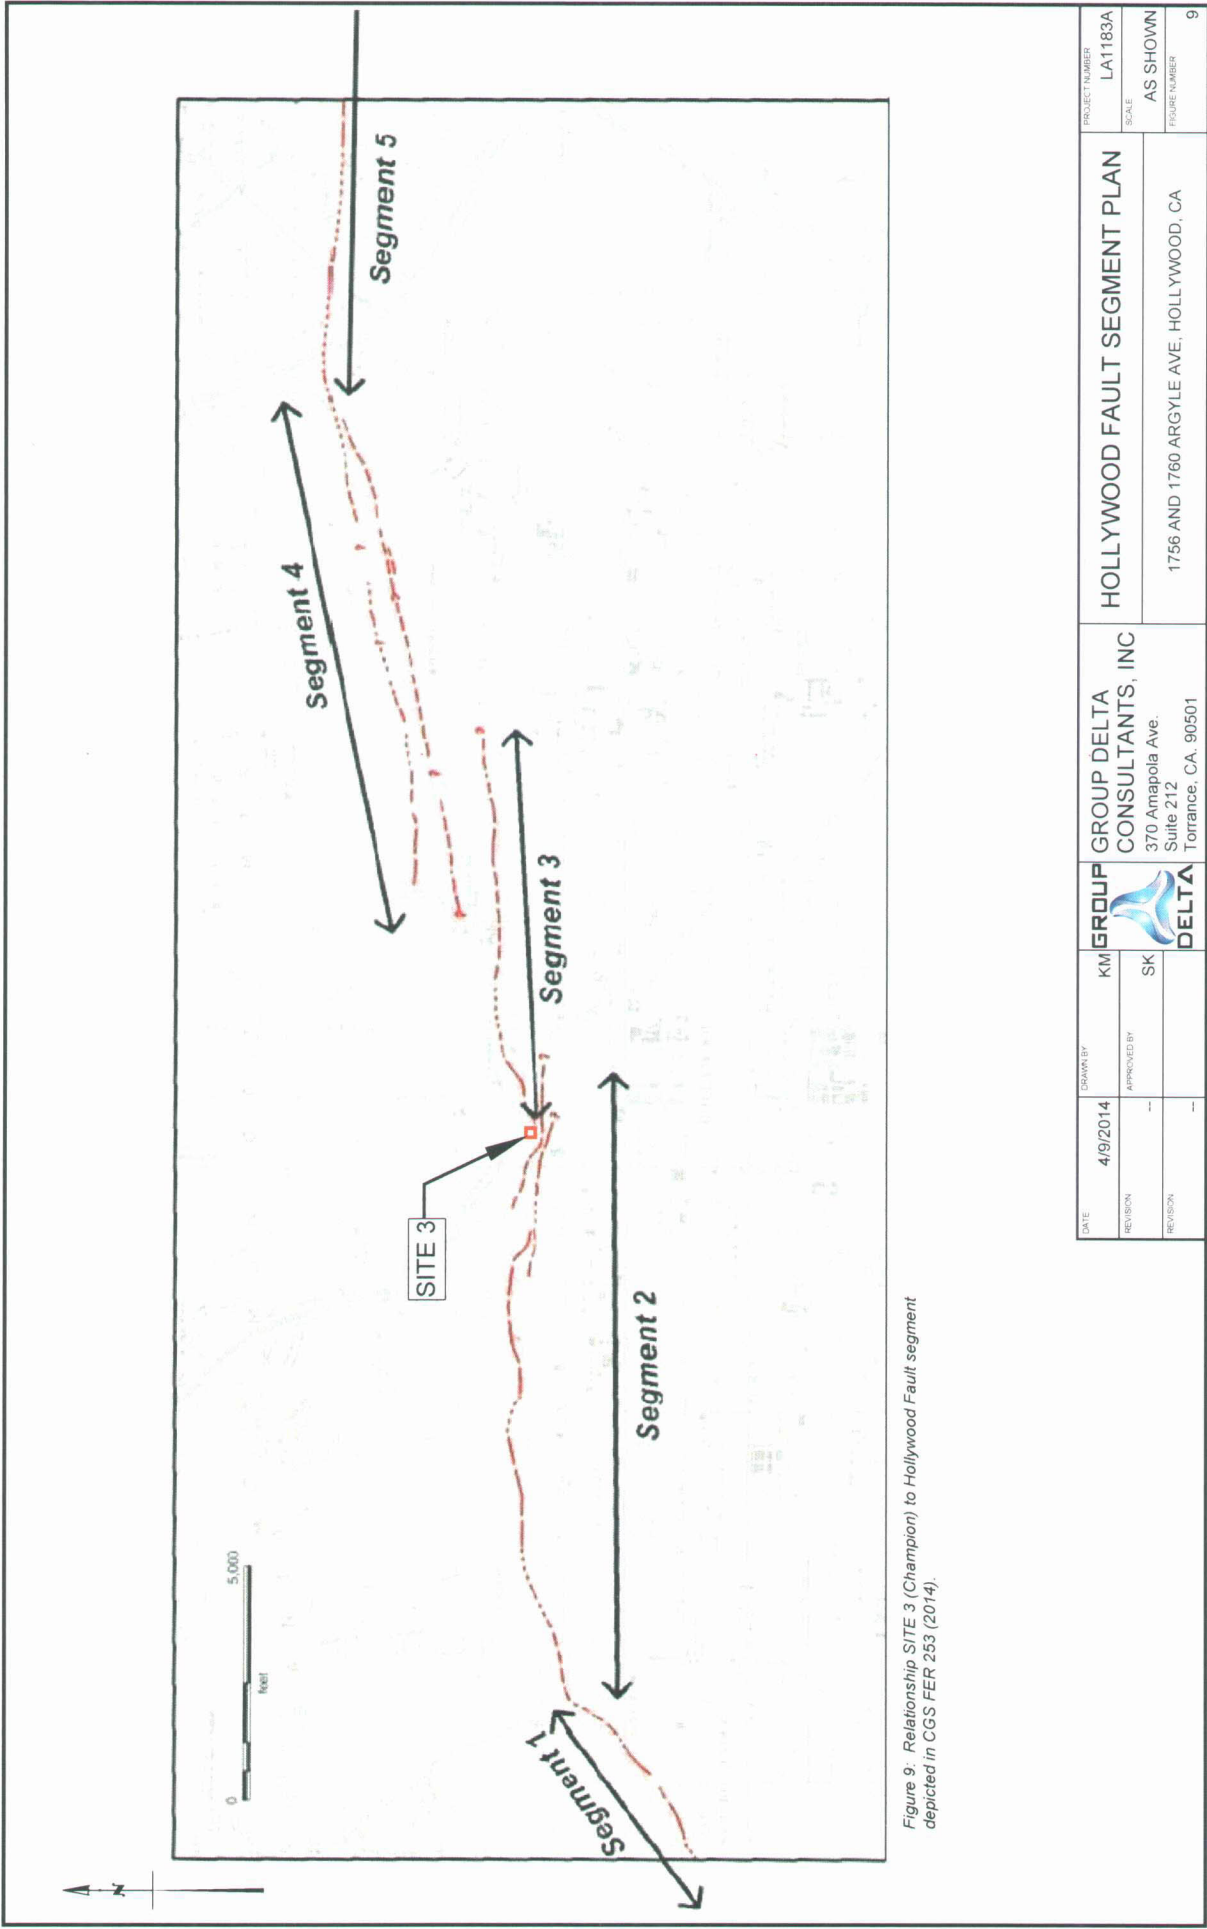 N
0
5,000
feet
Segment 1
Segment 2
SITE 3
Segment 3
Segment 4
Segment 5
Figure 9: Relationship SITE 3 (Champion) to Hollywood Fault segment
depicted in CGS FER 253 (2014).
DATE
4/9/2014
DRAWN BY
KM
REVISION
--
APPROVED BY
SK
REVISION
--
GROUP
DELTA
GROUP DELTA
CONSULTANTS, INC
370 Amapola Ave.
Suite 212
Torrance, CA. 90501
HOLLYWOOD FAULT SEGMENT PLAN
1756 AND 1760 ARGYLE AVE, HOLLYWOOD, CA
PROJECT NUMBER
LA1183A
SCALE
AS SHOWN
FIGURE NUMBER
9